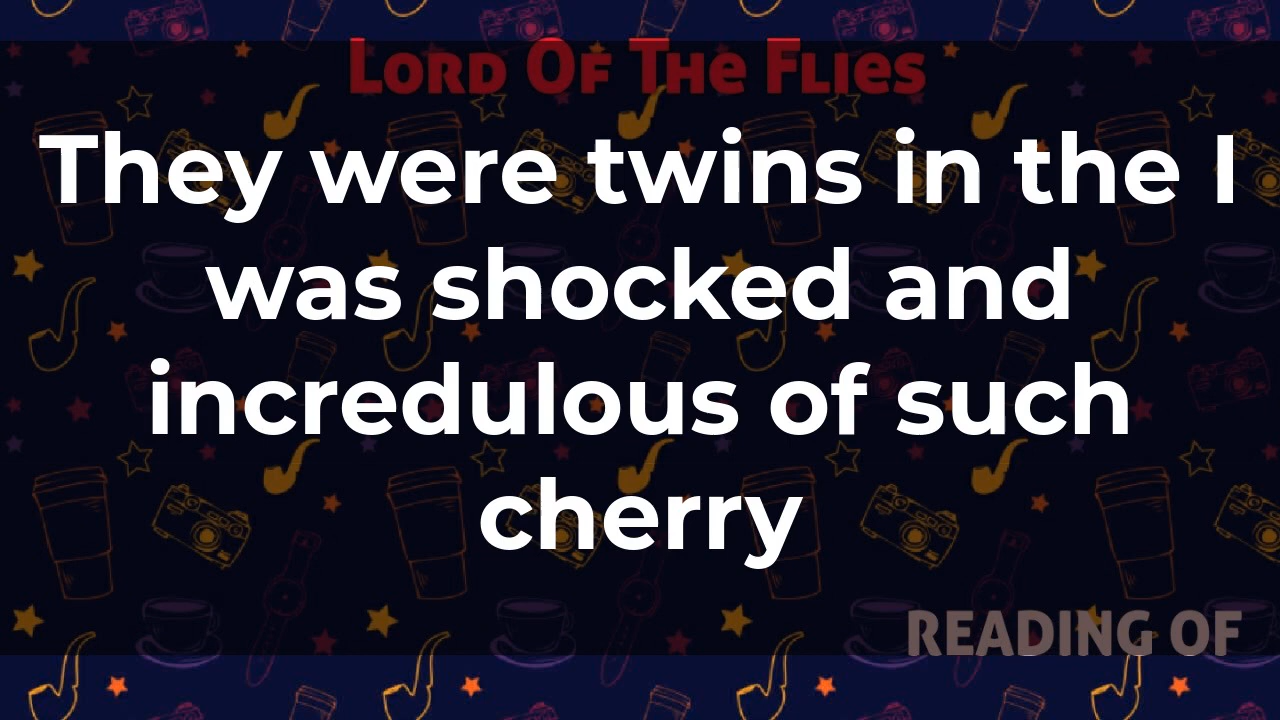 Lord Of The Flies
They were twins in the I
was shocked and
incredulous of such
cherry
READING OF